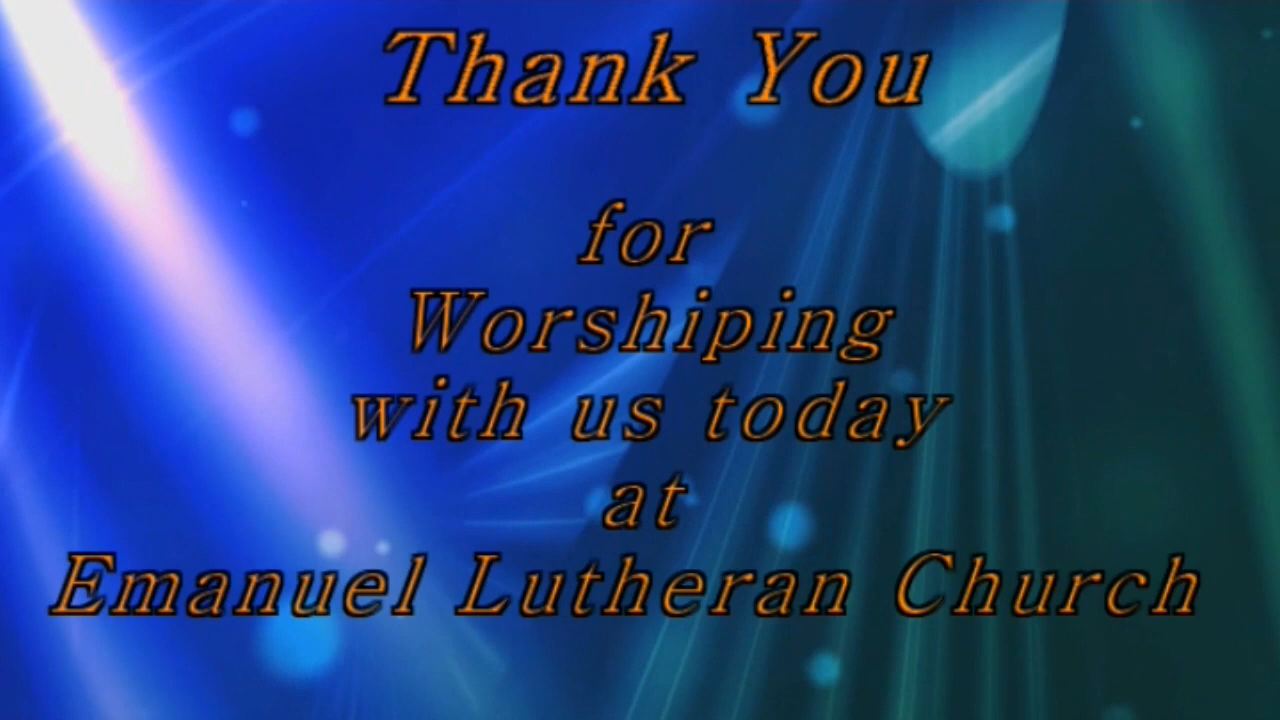 Thank You
for
Worshiping
with us today
at
Emanuel Lutheran Church